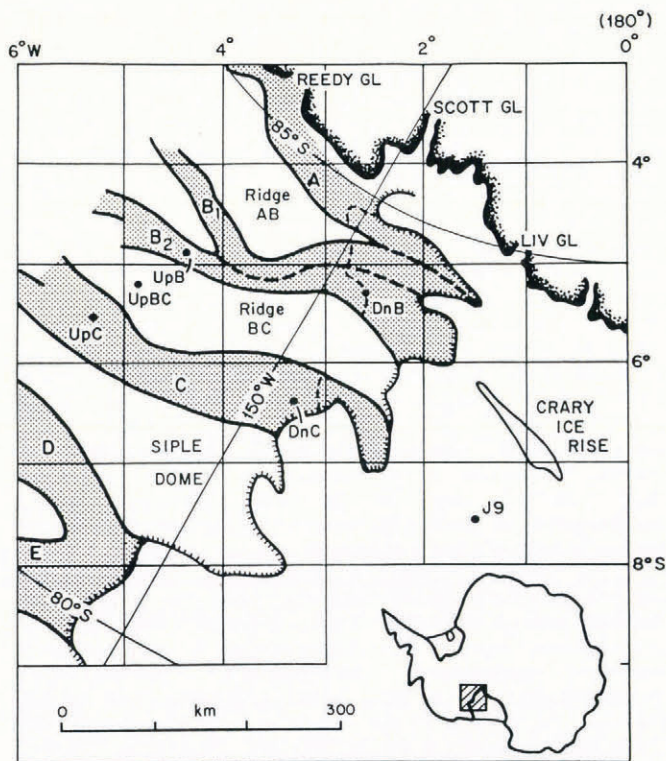 (180°)
6°W 4° 2° 0°
REEDY GL
SCOTT GL
85°S
4°
A
Ridge
AB
B1
B2
LIV GL
UpB
UpBC
DnB
Ridge
BC
UpC
6°
150°W
C
CRARY
ICE
RISE
DnC
D
SIPLE
DOME
J9
E
8°S
80°S
0 km 300